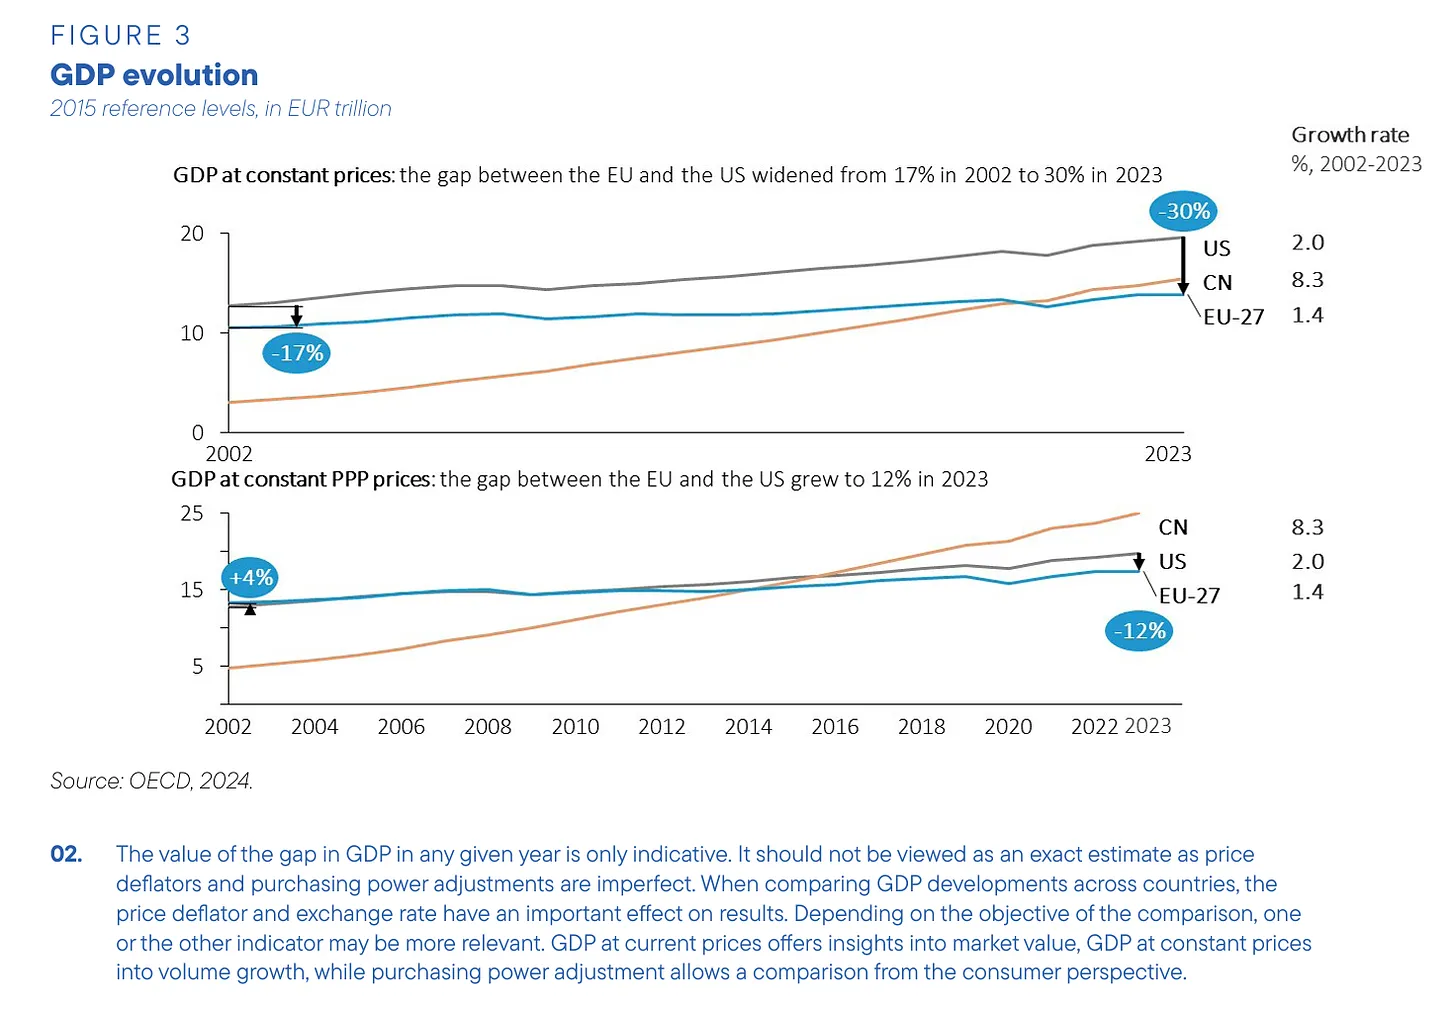 FIGURE 3
GDP evolution
2015 reference levels, in EUR trillion
Growth rate
%, 2002-2023
GDP at constant prices: the gap between the EU and the US widened from 17% in 2002 to 30% in 2023
-30%
20
US 2.0
CN 8.3
EU-27 1.4
10
-17%
0
2002 2023
GDP at constant PPP prices: the gap between the EU and the US grew to 12% in 2023
25
CN 8.3
US 2.0
+4%
15
EU-27 1.4
-12%
5
2002 2004 2006 2008 2010 2012 2014 2016 2018 2020 2022 2023
Source: OECD, 2024.
02. The value of the gap in GDP in any given year is only indicative. It should not be viewed as an exact estimate as price
deflators and purchasing power adjustments are imperfect. When comparing GDP developments across countries, the
price deflator and exchange rate have an important effect on results. Depending on the objective of the comparison, one
or the other indicator may be more relevant. GDP at current prices offers insights into market value, GDP at constant prices
into volume growth, while purchasing power adjustment allows a comparison from the consumer perspective.